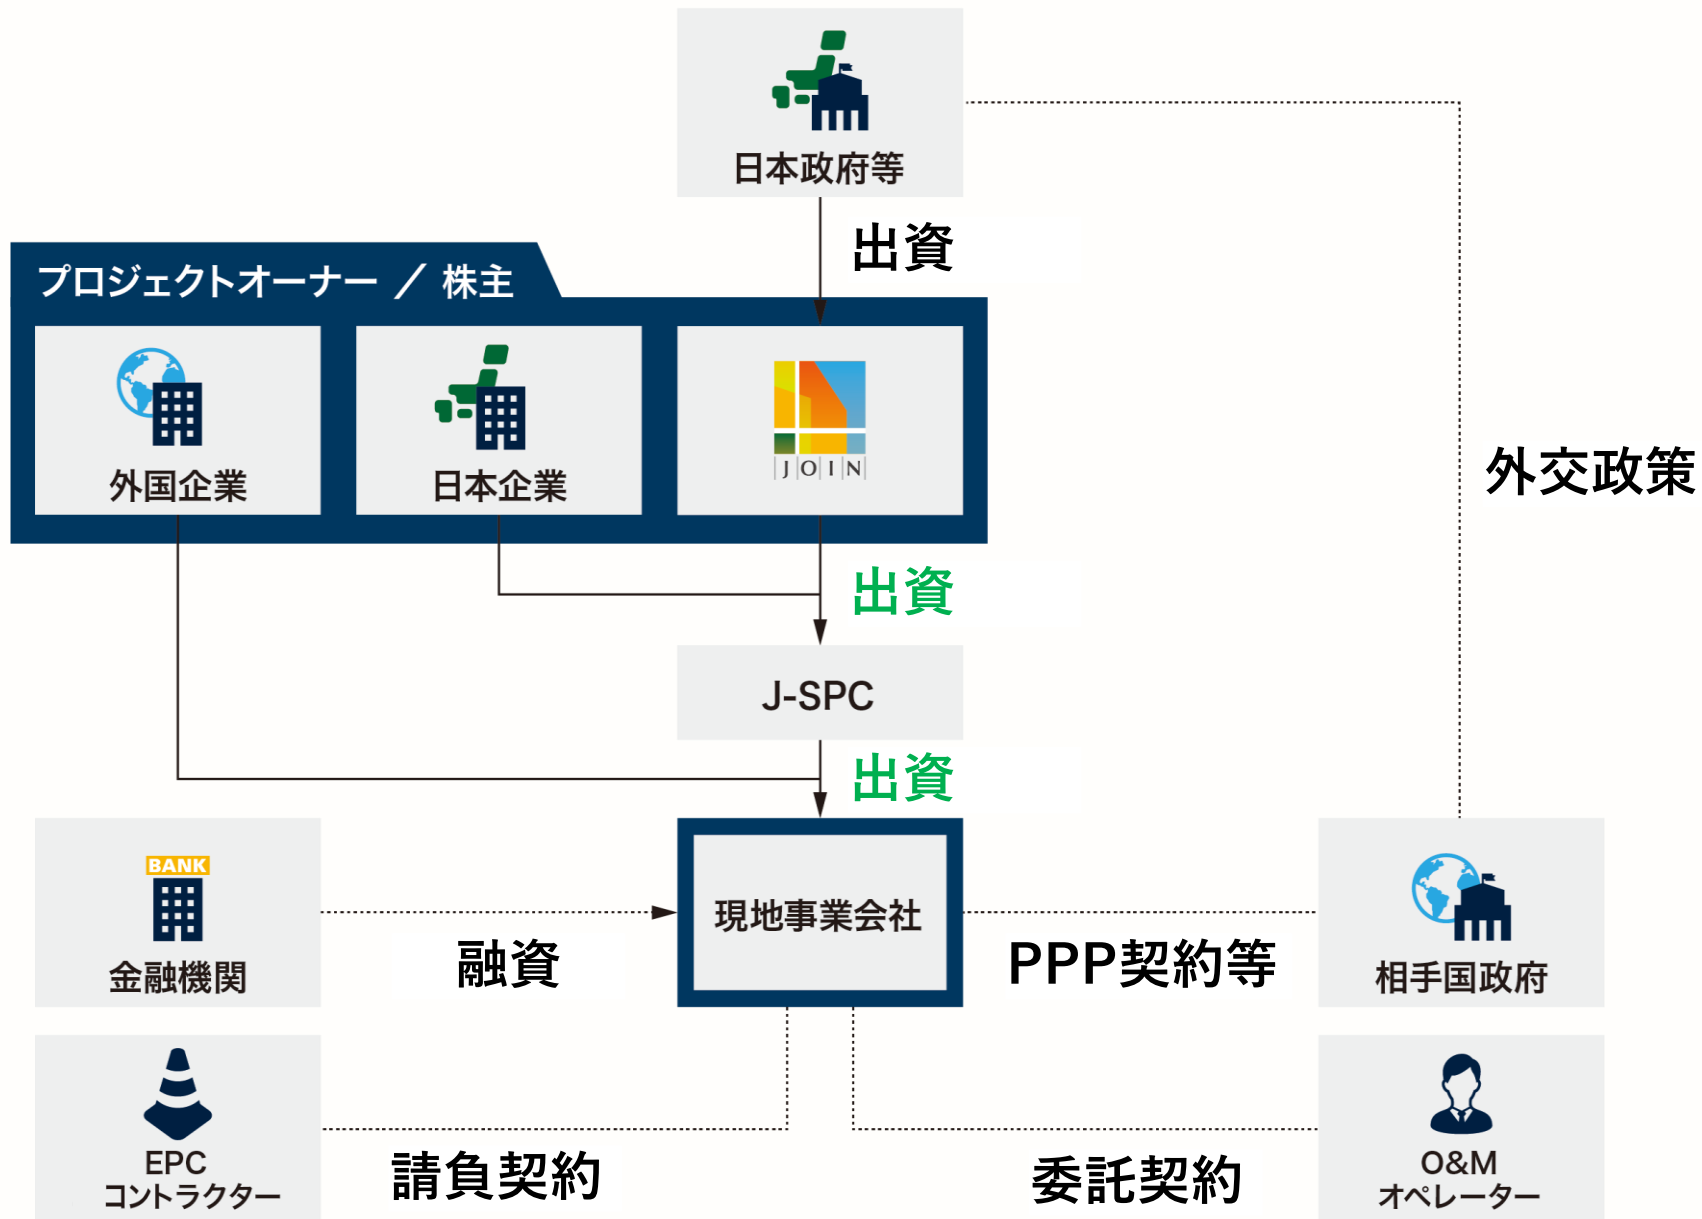 日本政府等
出資
プロジェクトオーナー ／ 株主
外国企業
日本企業
JOIN
外交政策
出資
J-SPC
出資
BANK
金融機関
融資
現地事業会社
PPP契約等
相手国政府
EPC
コントラクター
請負契約
委託契約
O&M
オペレーター